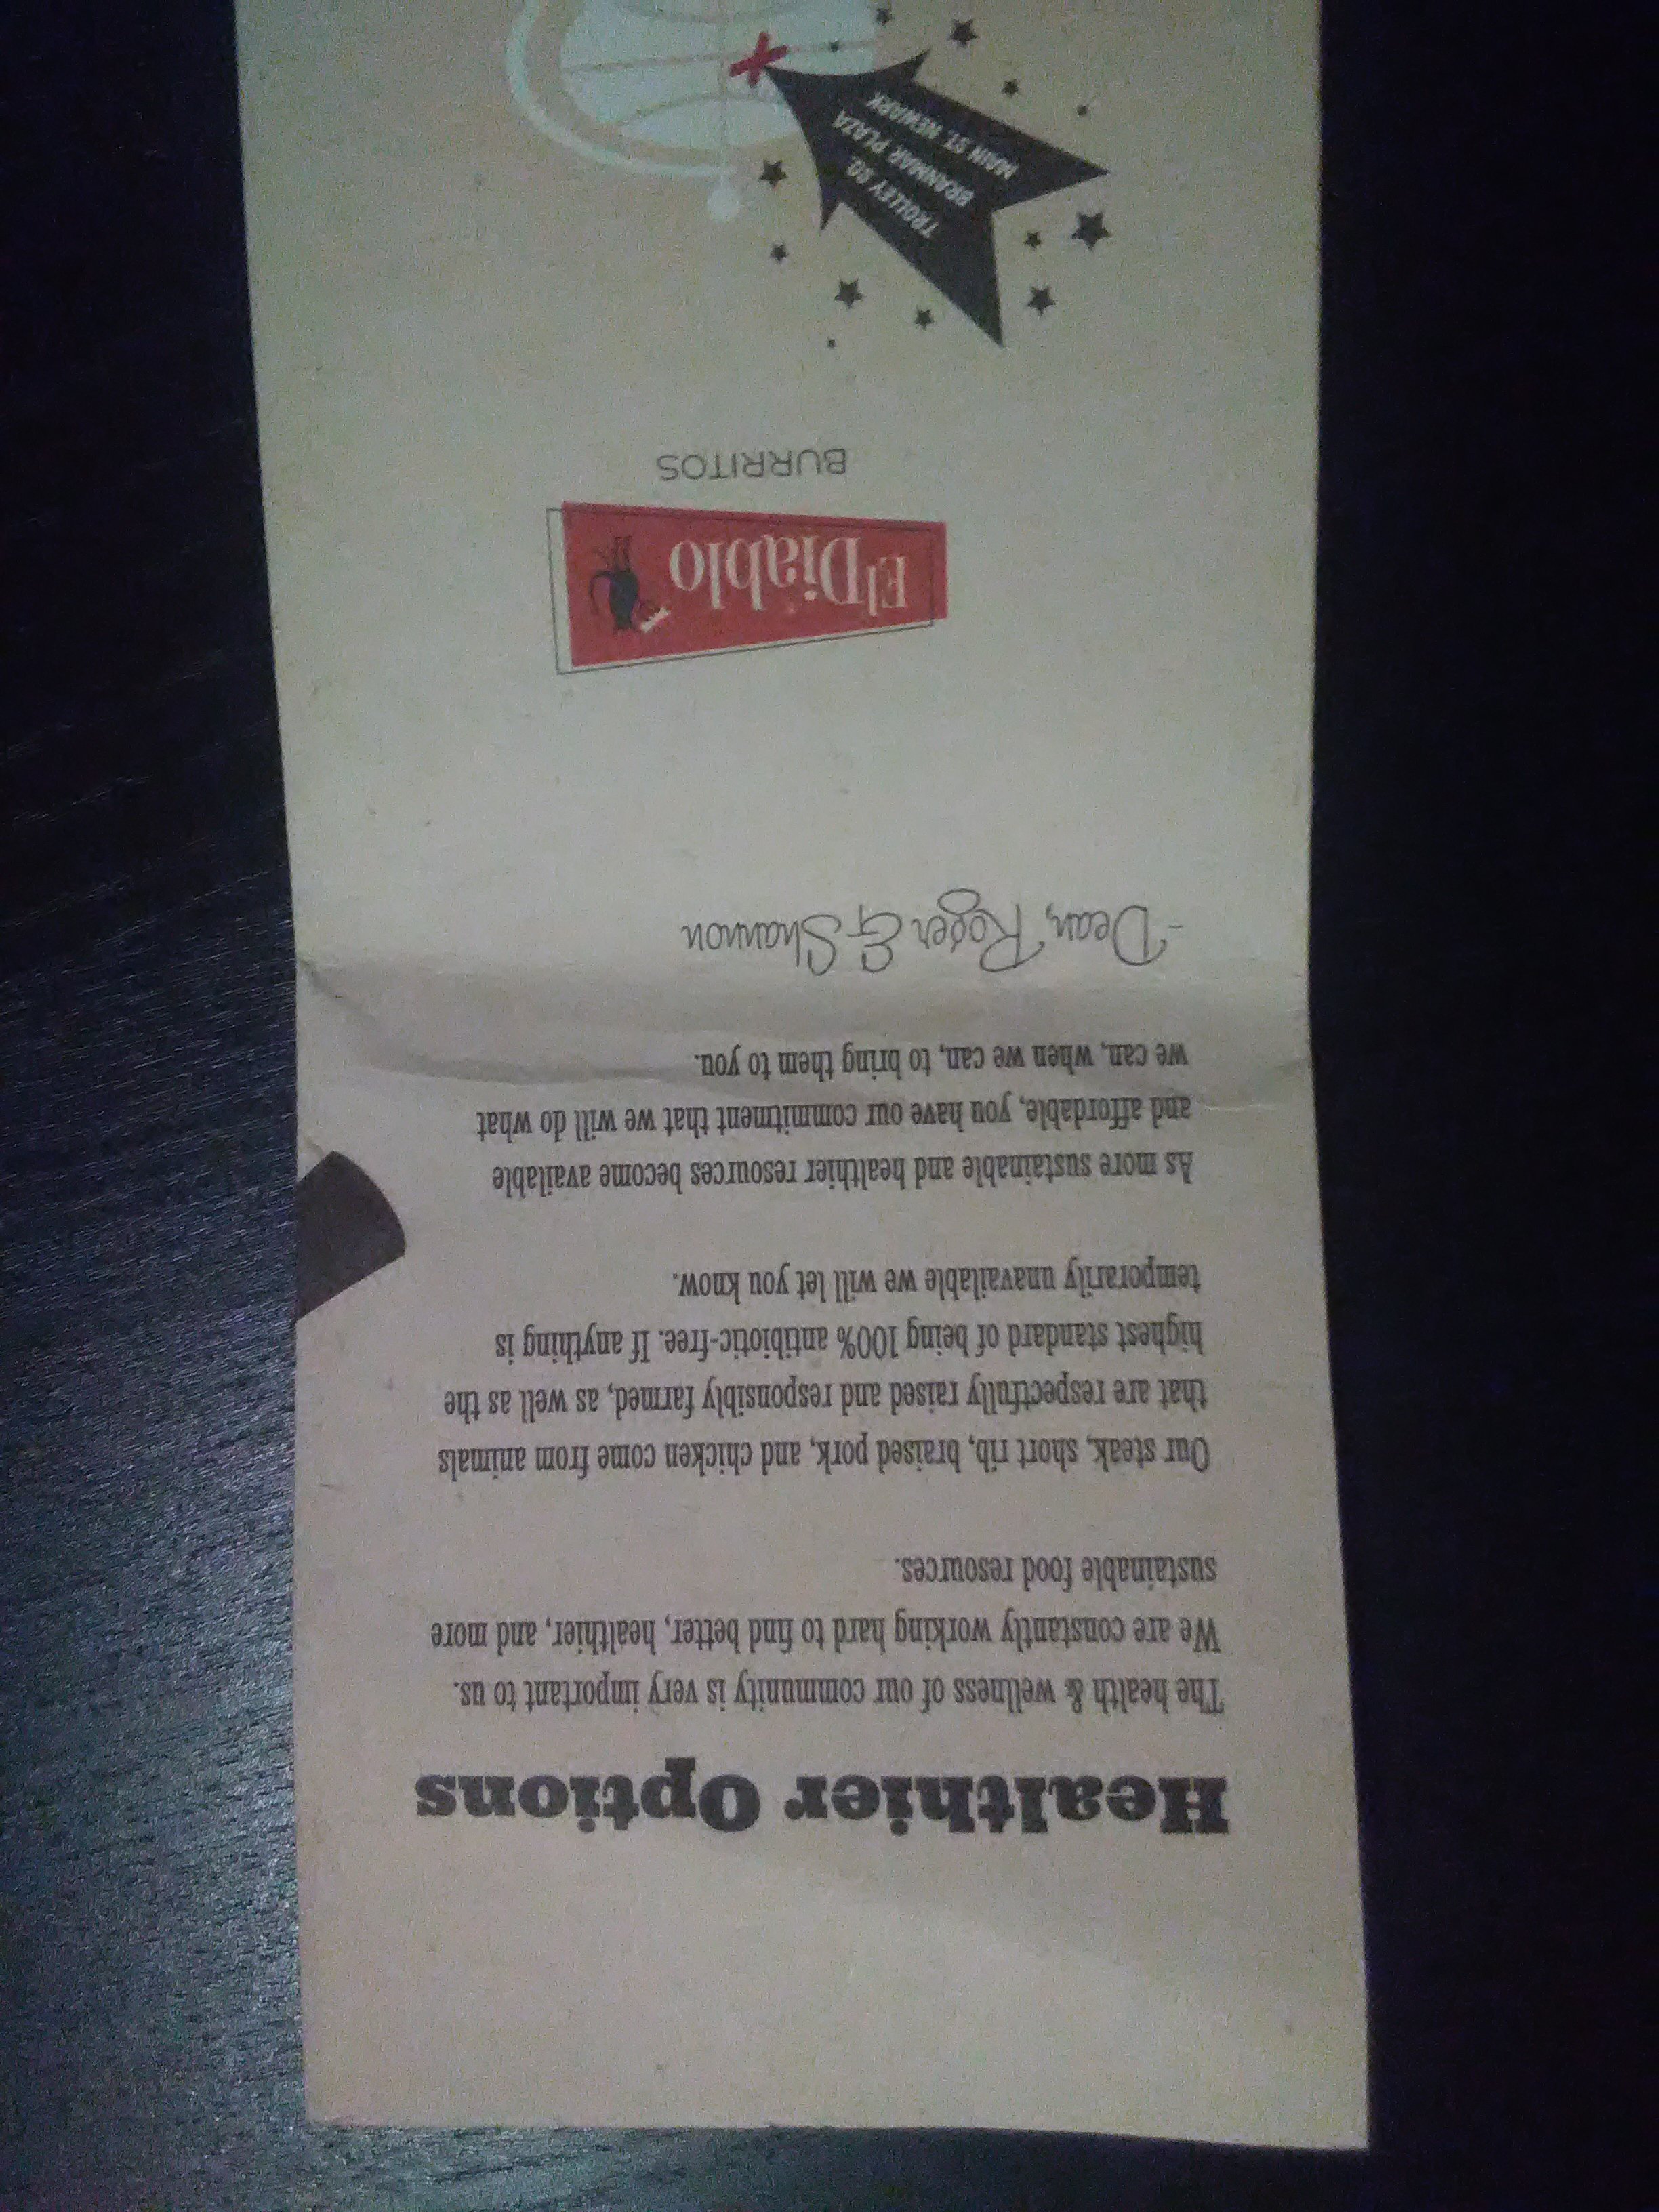 Healthier Options
The health & wellness of our community is very important to us.
We are constantly working hard to find better, healthier, and more
sustainable food resources.
Our steak, short rib, braised pork, and chicken come from animals
that are respectfully raised and responsibly farmed, as well as the
highest standard of being 100% antibiotic-free. If anything is
temporarily unavailable we will let you know.
As more sustainable and healthier resources become available
and affordable, you have our commitment that we will do what
we can, when we can, to bring them to you.
-Dean, Roger & Shannon
El Diablo
BURRITOS
TROLLEY SQ.
BRANMAR PLAZA
MAIN ST. NEWARK